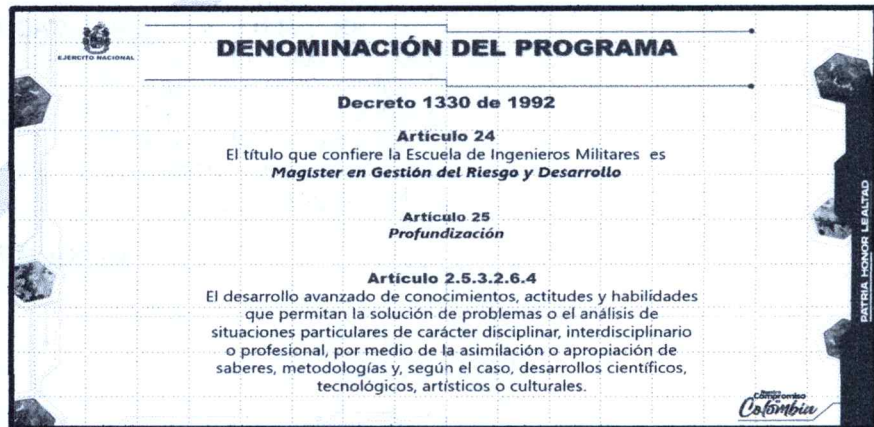 EJÉRCITO NACIONAL
DENOMINACIÓN DEL PROGRAMA
Decreto 1330 de 1992
Artículo 24
El título que confiere la Escuela de Ingenieros Militares es
Magister en Gestión del Riesgo y Desarrollo
Artículo 25
Profundización
Artículo 2.5.3.2.6.4
El desarrollo avanzado de conocimientos, actitudes y habilidades
que permitan la solución de problemas o el análisis de
situaciones particulares de carácter disciplinar, interdisciplinario
o profesional, por medio de la asimilación o apropiación de
saberes, metodologías y, según el caso, desarrollos científicos,
tecnológicos, artísticos o culturales.
PATRIA HONOR LEALTAD
Nuestro
Compromiso
es
Colombia